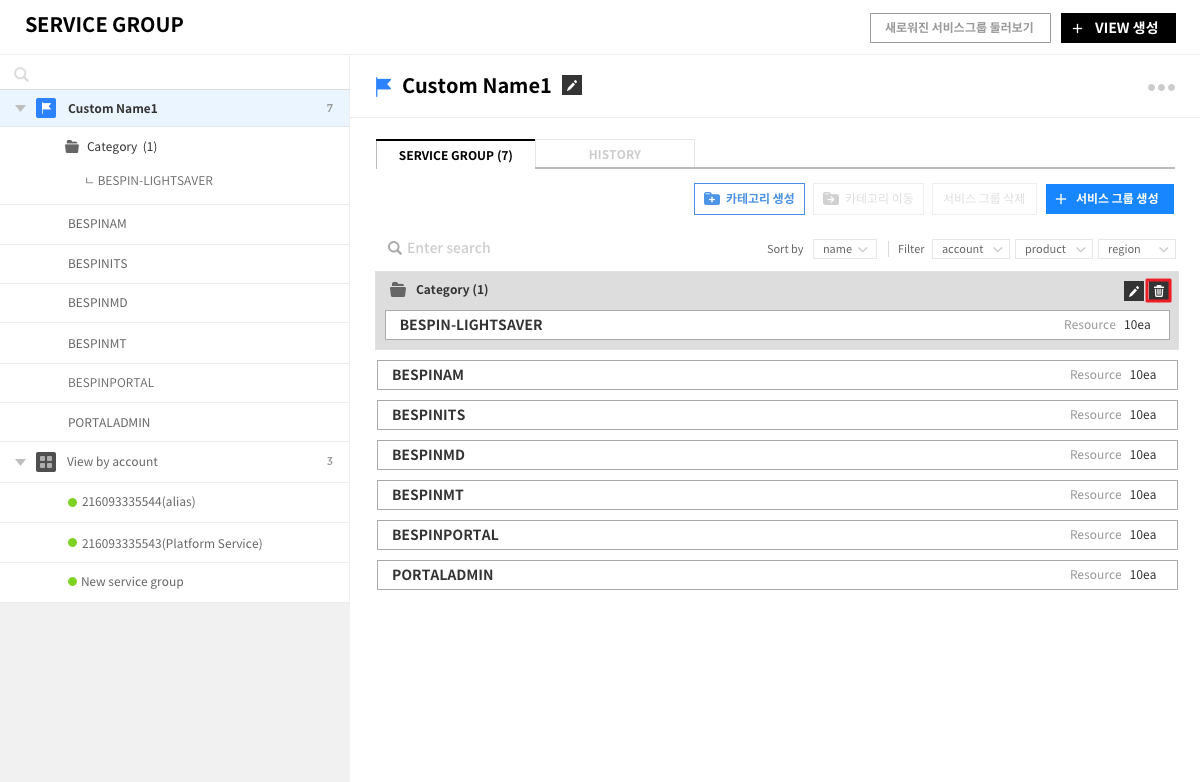 SERVICE GROUP
새로워진 서비스그룹 둘러보기
+ VIEW 생성
Custom Name1 7
Category (1)
BESPIN-LIGHTSAVER
BESPINAM
BESPINITS
BESPINMD
BESPINMT
BESPINPORTAL
PORTALADMIN
View by account 3
216093335544(alias)
216093335543(Platform Service)
New service group
Custom Name1
SERVICE GROUP (7)
HISTORY
카테고리 생성
카테고리 이동
서비스 그룹 삭제
+ 서비스 그룹 생성
Enter search
Sort by name
Filter account product region
Category (1)
BESPIN-LIGHTSAVER Resource 10ea
BESPINAM Resource 10ea
BESPINITS Resource 10ea
BESPINMD Resource 10ea
BESPINMT Resource 10ea
BESPINPORTAL Resource 10ea
PORTALADMIN Resource 10ea